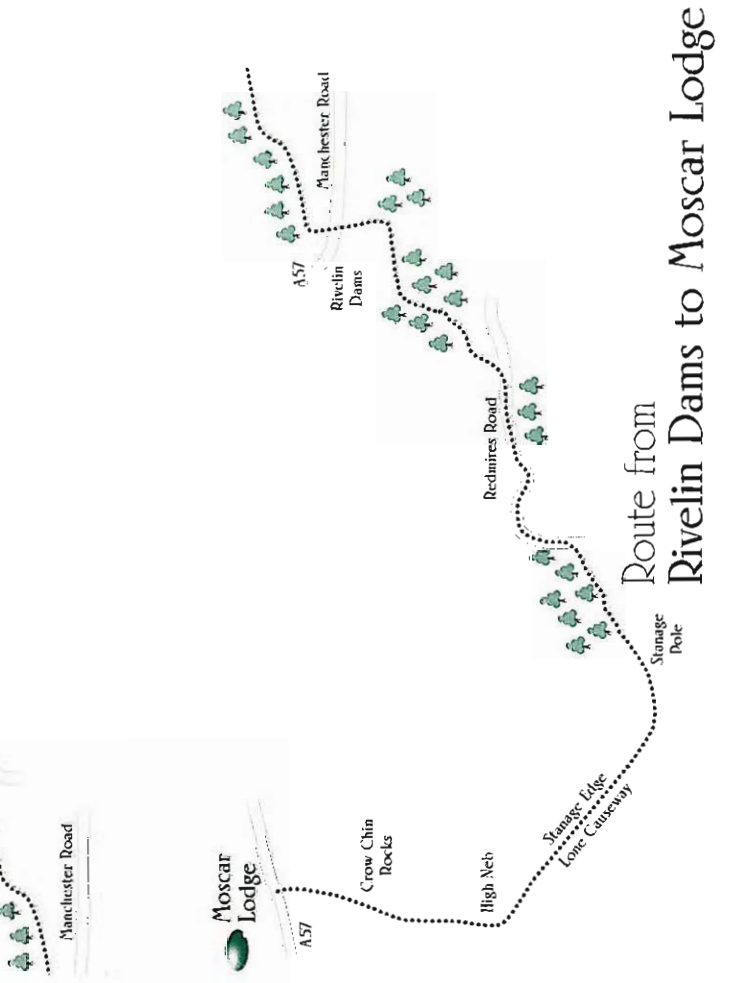 Route from
Rivelin Dams to Moscar Lodge
Manchester Road
A57
Rivelin
Dams
Redmires Road
Stanage
Pole
Stanage Edge
Long Causeway
High Neb
Crow Chin
Rocks
A57
Moscar
Lodge
Manchester Road